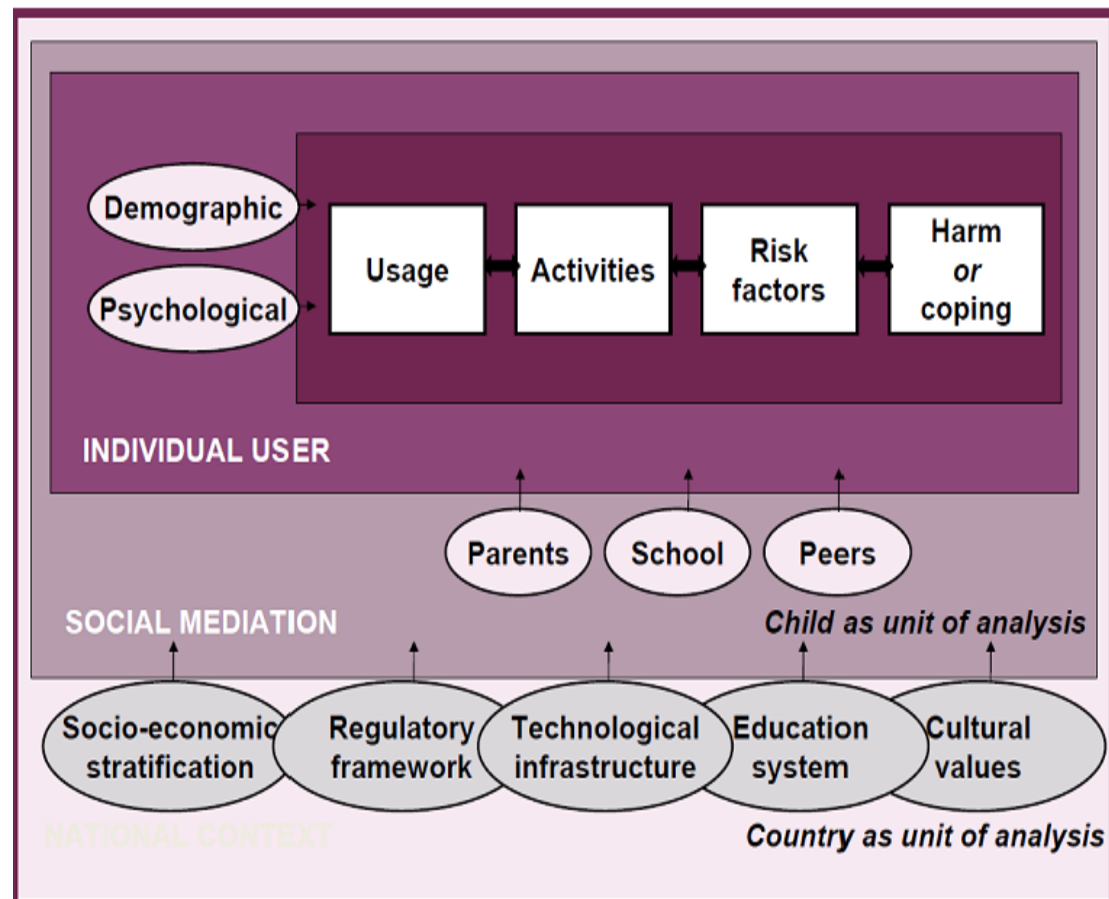 Demographic
Psychological
Usage
Activities
Risk
factors
Harm
or
coping
INDIVIDUAL USER
Parents
School
Peers
SOCIAL MEDIATION
Child as unit of analysis
Socio-economic
stratification
Regulatory
framework
Technological
infrastructure
Education
system
Cultural
values
NATIONAL CONTEXT
Country as unit of analysis